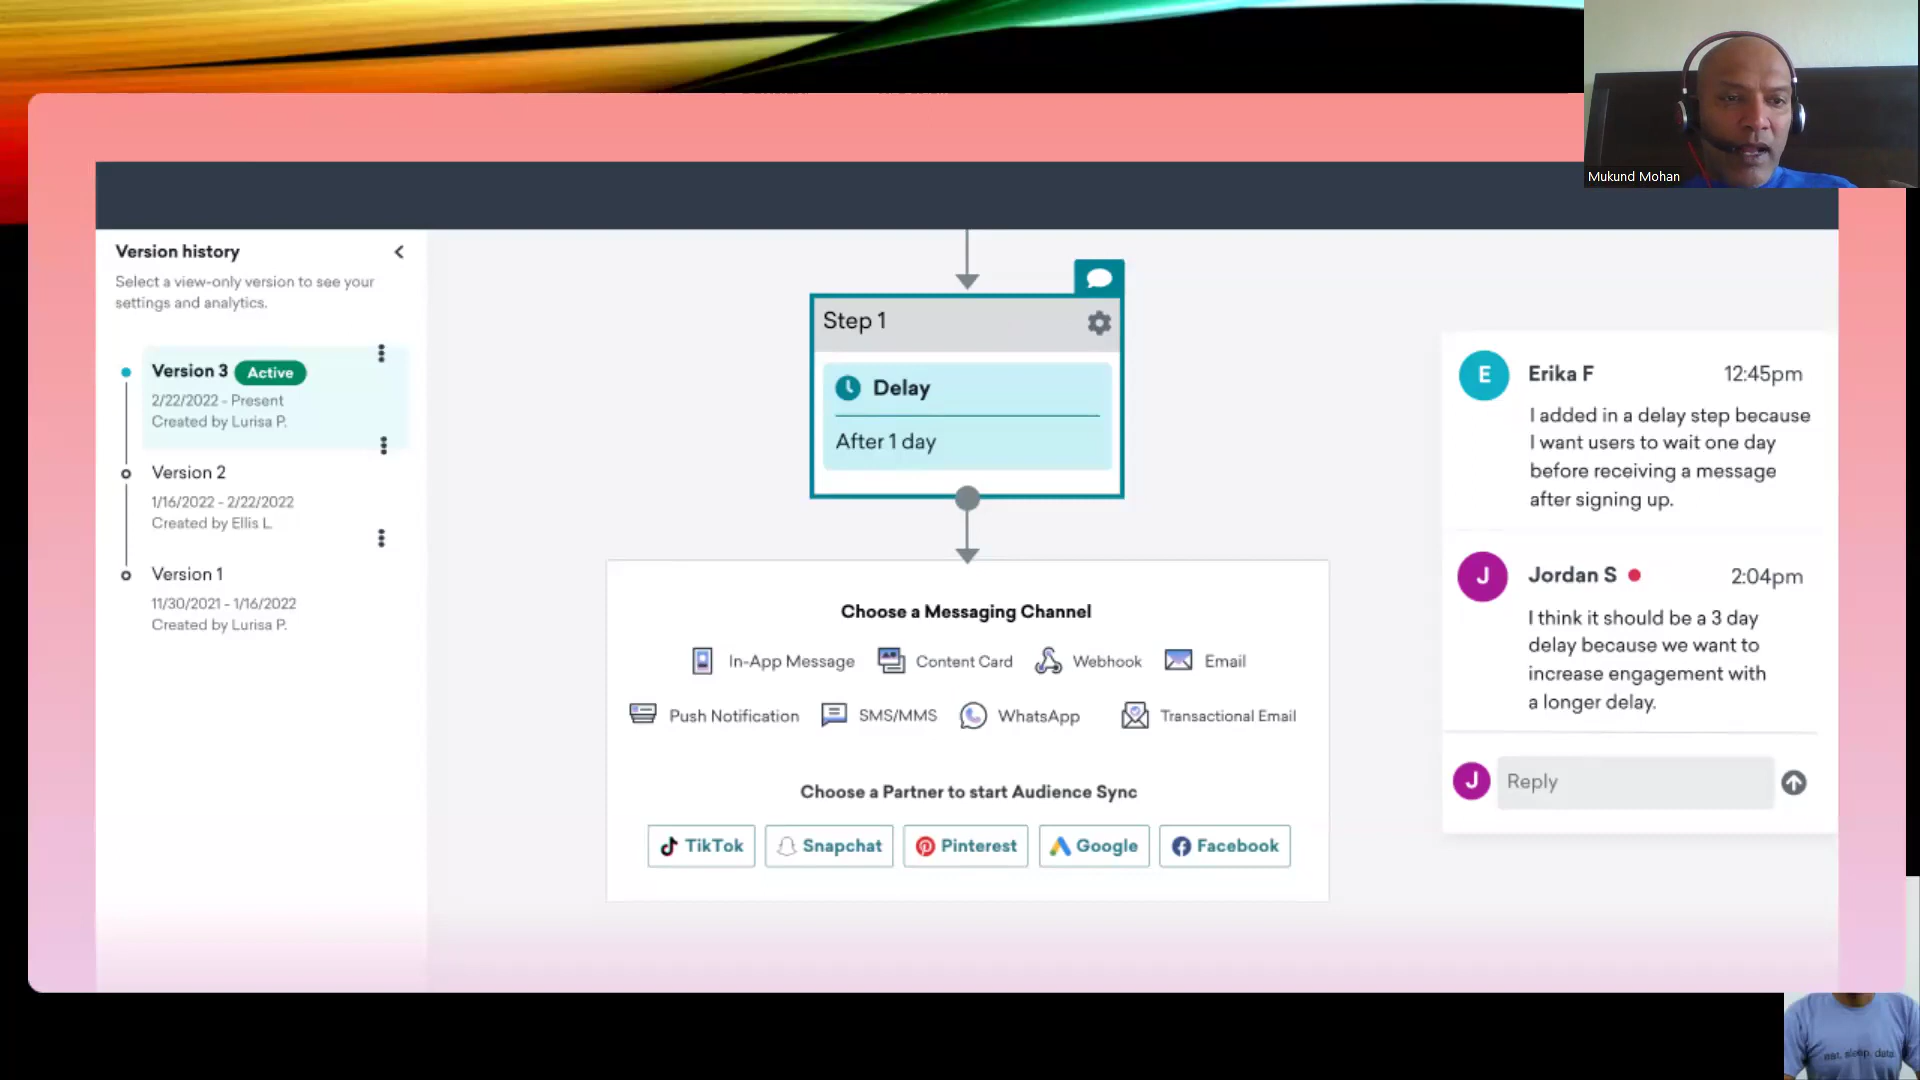 Mukund Mohan
Version history
Select a view-only version to see your
settings and analytics.
Version 3 Active
2/22/2022 - Present
Created by Lurisa P.
Version 2
1/16/2022 - 2/22/2022
Created by Ellis L.
Version 1
11/30/2021 - 1/16/2022
Created by Lurisa P.
Step 1
Delay
After 1 day
Choose a Messaging Channel
In-App Message Content Card Webhook Email
Push Notification SMS/MMS WhatsApp Transactional Email
Choose a Partner to start Audience Sync
TikTok Snapchat Pinterest Google Facebook
E Erika F 12:45pm
I added in a delay step because
I want users to wait one day
before receiving a message
after signing up.
J Jordan S 2:04pm
I think it should be a 3 day
delay because we want to
increase engagement with
a longer delay.
J Reply
eat. sleep. data.